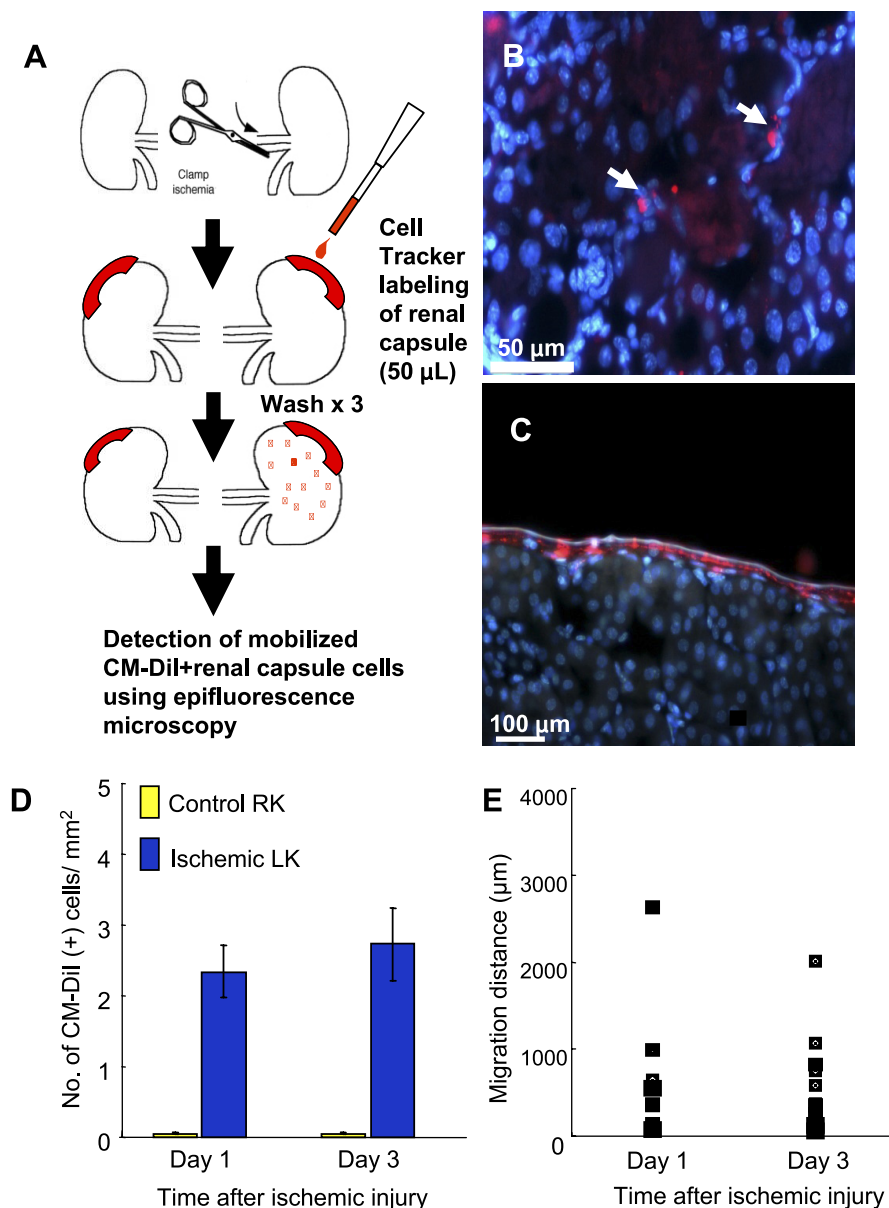 A
Clamp
ischemia
Cell
Tracker
labeling
of renal
capsule
(50 µL)
Wash x 3
Detection of mobilized
CM-DiI+renal capsule cells
using epifluorescence
microscopy
B
50 µm
C
100 µm
D
No. of CM-DiI (+) cells/ mm²
5
4
3
2
1
0
Control RK
Ischemic LK
Day 1
Day 3
Time after ischemic injury
E
Migration distance (µm)
4000
3000
2000
1000
0
Day 1
Day 3
Time after ischemic injury